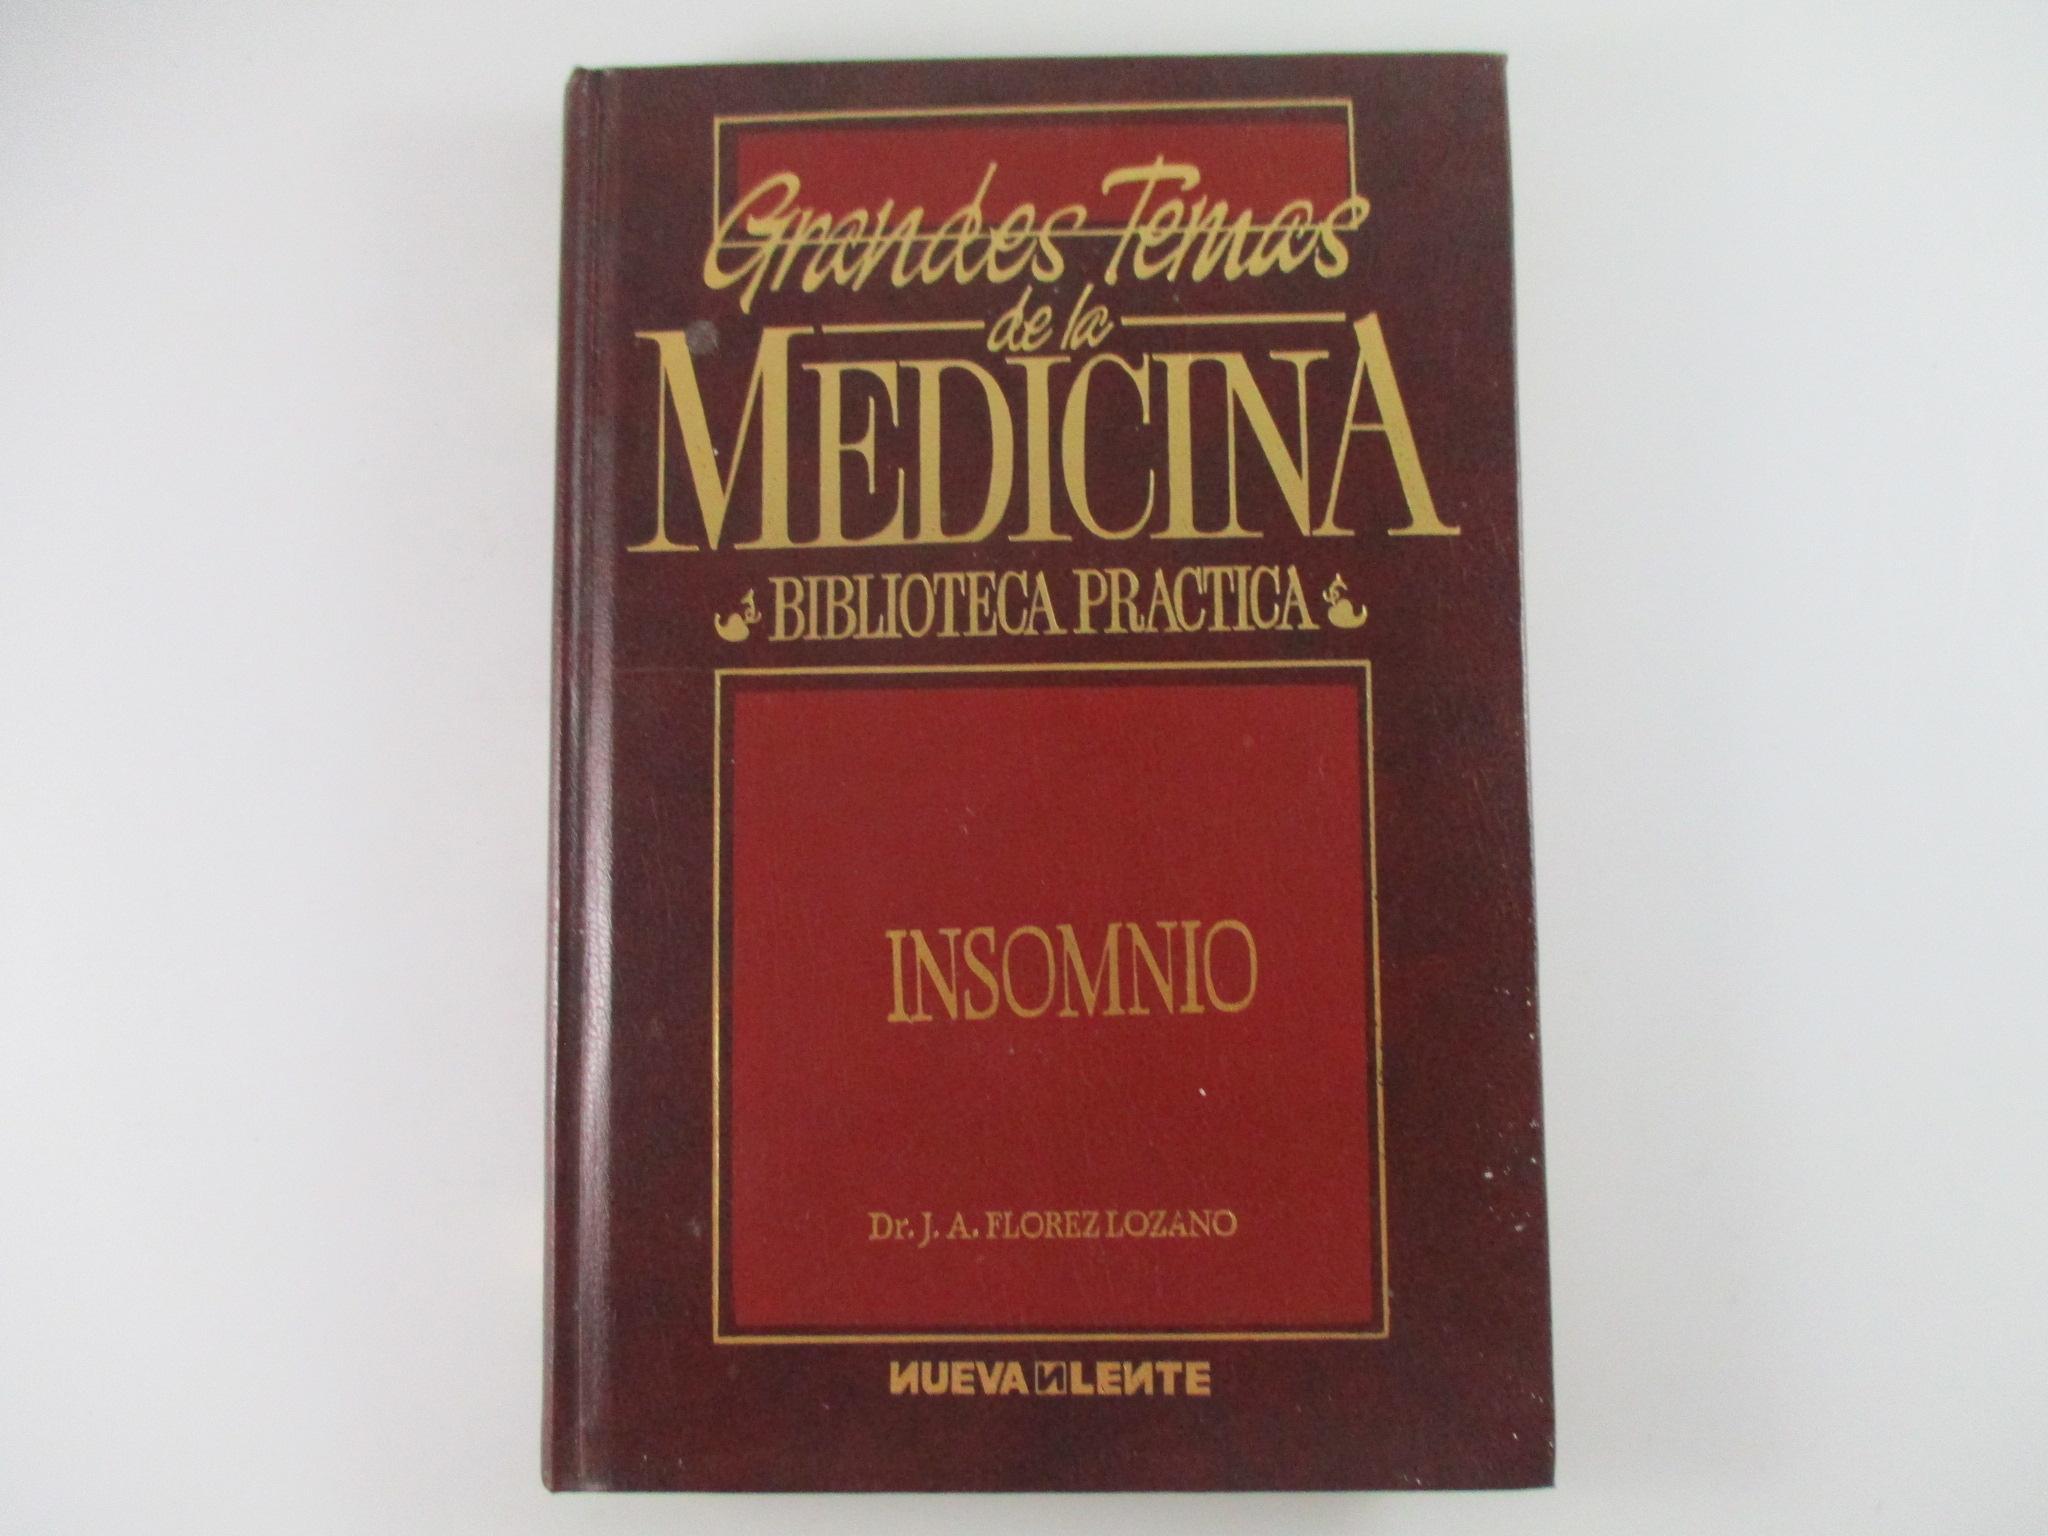 Grandes Temas
de la
MEDICINA
BIBLIOTECA PRACTICA
INSOMNIO
Dr. J. A. FLOREZ LOZANO
NUEVA LENTE